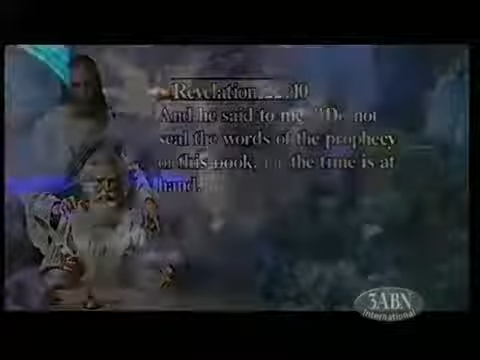 Revelation 10
And he said to me "Do not
seal the words of the prophecy
of this book, the time is at
hand.
3ABN
International